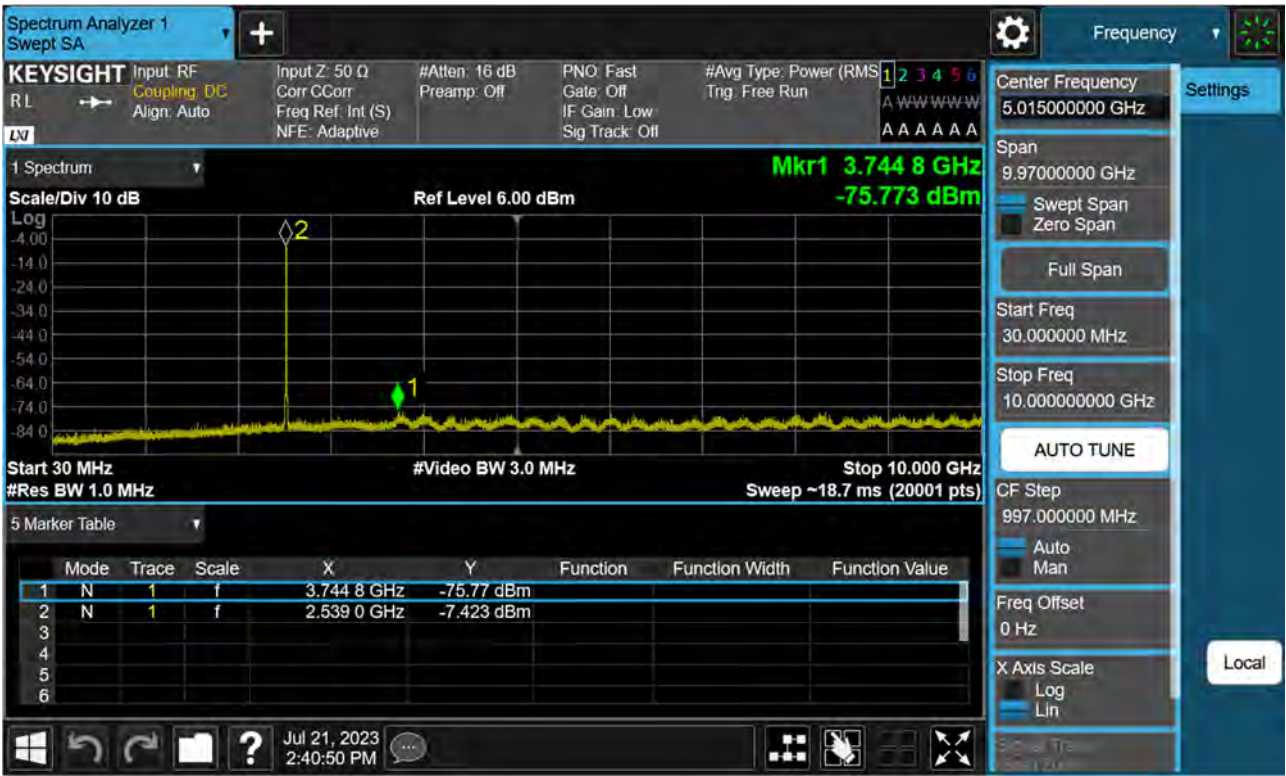 Spectrum Analyzer 1
Swept SA
+
Frequency
KEYSIGHT
R L
LXI
Input: RF
Coupling: DC
Align: Auto
Input Z: 50 Ω
Corr CCorr
Freq Ref: Int (S)
NFE: Adaptive
#Atten: 16 dB
Preamp: Off
PNO: Fast
Gate: Off
IF Gain: Low
Sig Track: Off
#Avg Type: Power (RMS
Trig: Free Run
1 2 3 4 5 6
A W W W W W
A A A A A A
1 Spectrum
Mkr1 3.744 8 GHz
-75.773 dBm
Scale/Div 10 dB
Ref Level 6.00 dBm
Log
-4.00
-14.0
-24.0
-34.0
-44.0
-54.0
-64.0
-74.0
-84.0
2
1
Start 30 MHz
#Video BW 3.0 MHz
Stop 10.000 GHz
#Res BW 1.0 MHz
Sweep ~18.7 ms (20001 pts)
5 Marker Table
Mode Trace Scale X Y Function Function Width Function Value
1 N 1 f 3.744 8 GHz -75.77 dBm
2 N 1 f 2.539 0 GHz -7.423 dBm
3
4
5
6
?
Jul 21, 2023
2:40:50 PM
Center Frequency
5.015000000 GHz
Span
9.97000000 GHz
Swept Span
Zero Span
Full Span
Start Freq
30.000000 MHz
Stop Freq
10.000000000 GHz
AUTO TUNE
CF Step
997.000000 MHz
Auto
Man
Freq Offset
0 Hz
X Axis Scale
Log
Lin
Settings
Local